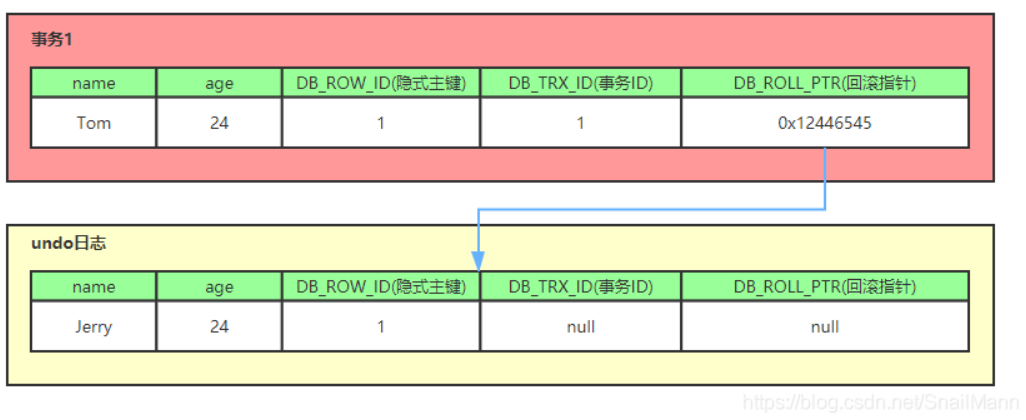 事务1
name age DB_ROW_ID(隐式主键) DB_TRX_ID(事务ID) DB_ROLL_PTR(回滚指针)
Tom 24 1 1 0x12446545
undo日志
name age DB_ROW_ID(隐式主键) DB_TRX_ID(事务ID) DB_ROLL_PTR(回滚指针)
Jerry 24 1 null null
https://blog.csdn.net/SnailMann